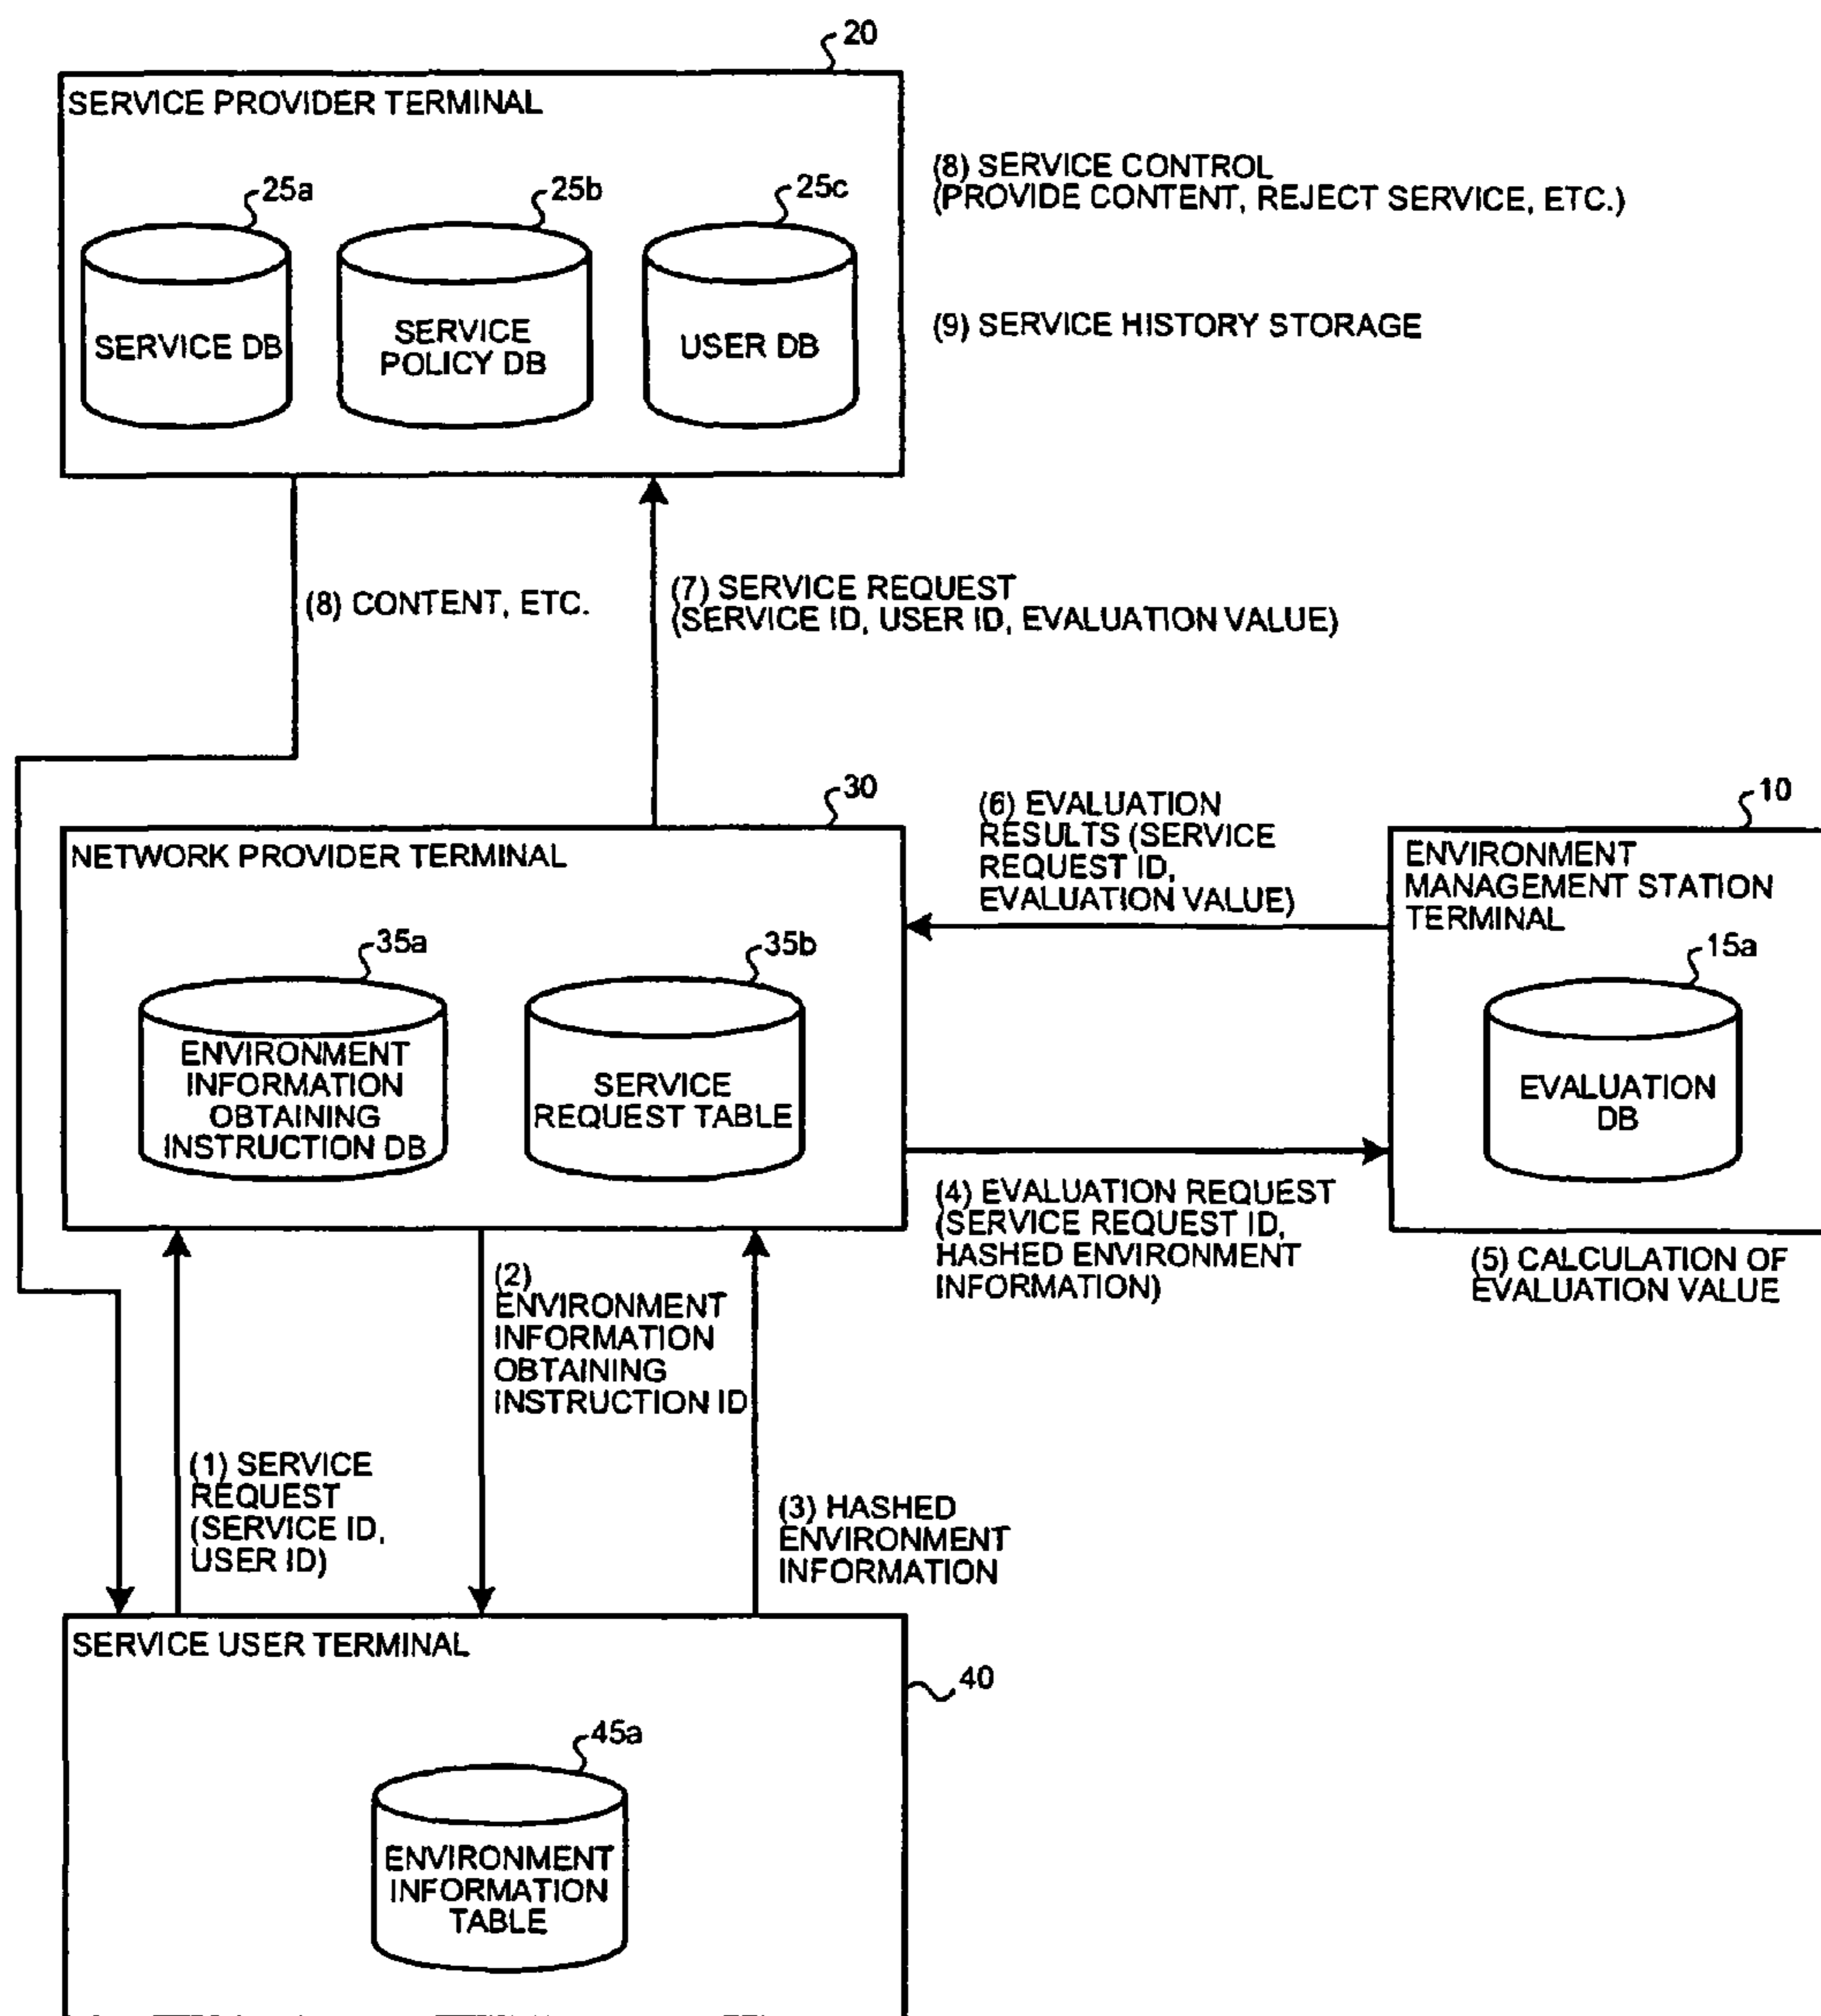 20
SERVICE PROVIDER TERMINAL
25a
25b
25c
SERVICE DB
SERVICE
POLICY DB
USER DB
(8) SERVICE CONTROL
(PROVIDE CONTENT, REJECT SERVICE, ETC.)
(9) SERVICE HISTORY STORAGE
(8) CONTENT, ETC.
(7) SERVICE REQUEST
(SERVICE ID, USER ID, EVALUATION VALUE)
30
NETWORK PROVIDER TERMINAL
35a
35b
ENVIRONMENT
INFORMATION
OBTAINING
INSTRUCTION DB
SERVICE
REQUEST TABLE
(6) EVALUATION
RESULTS (SERVICE
REQUEST ID,
EVALUATION VALUE)
10
ENVIRONMENT
MANAGEMENT STATION
TERMINAL
15a
EVALUATION
DB
(4) EVALUATION REQUEST
(SERVICE REQUEST ID,
HASHED ENVIRONMENT
INFORMATION)
(5) CALCULATION OF
EVALUATION VALUE
(1) SERVICE
REQUEST
(SERVICE ID,
USER ID)
(2)
ENVIRONMENT
INFORMATION
OBTAINING
INSTRUCTION ID
(3) HASHED
ENVIRONMENT
INFORMATION
SERVICE USER TERMINAL
40
45a
ENVIRONMENT
INFORMATION
TABLE